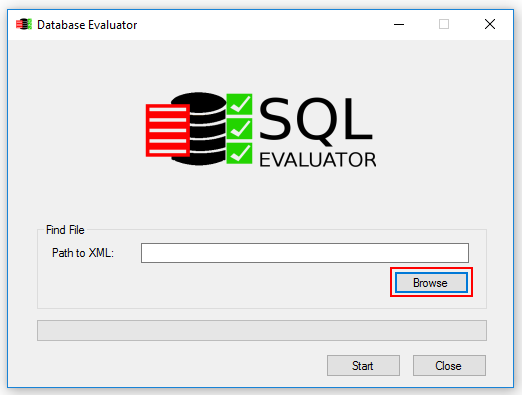 Database Evaluator
SQL
EVALUATOR
Find File
Path to XML:
Browse
Start
Close